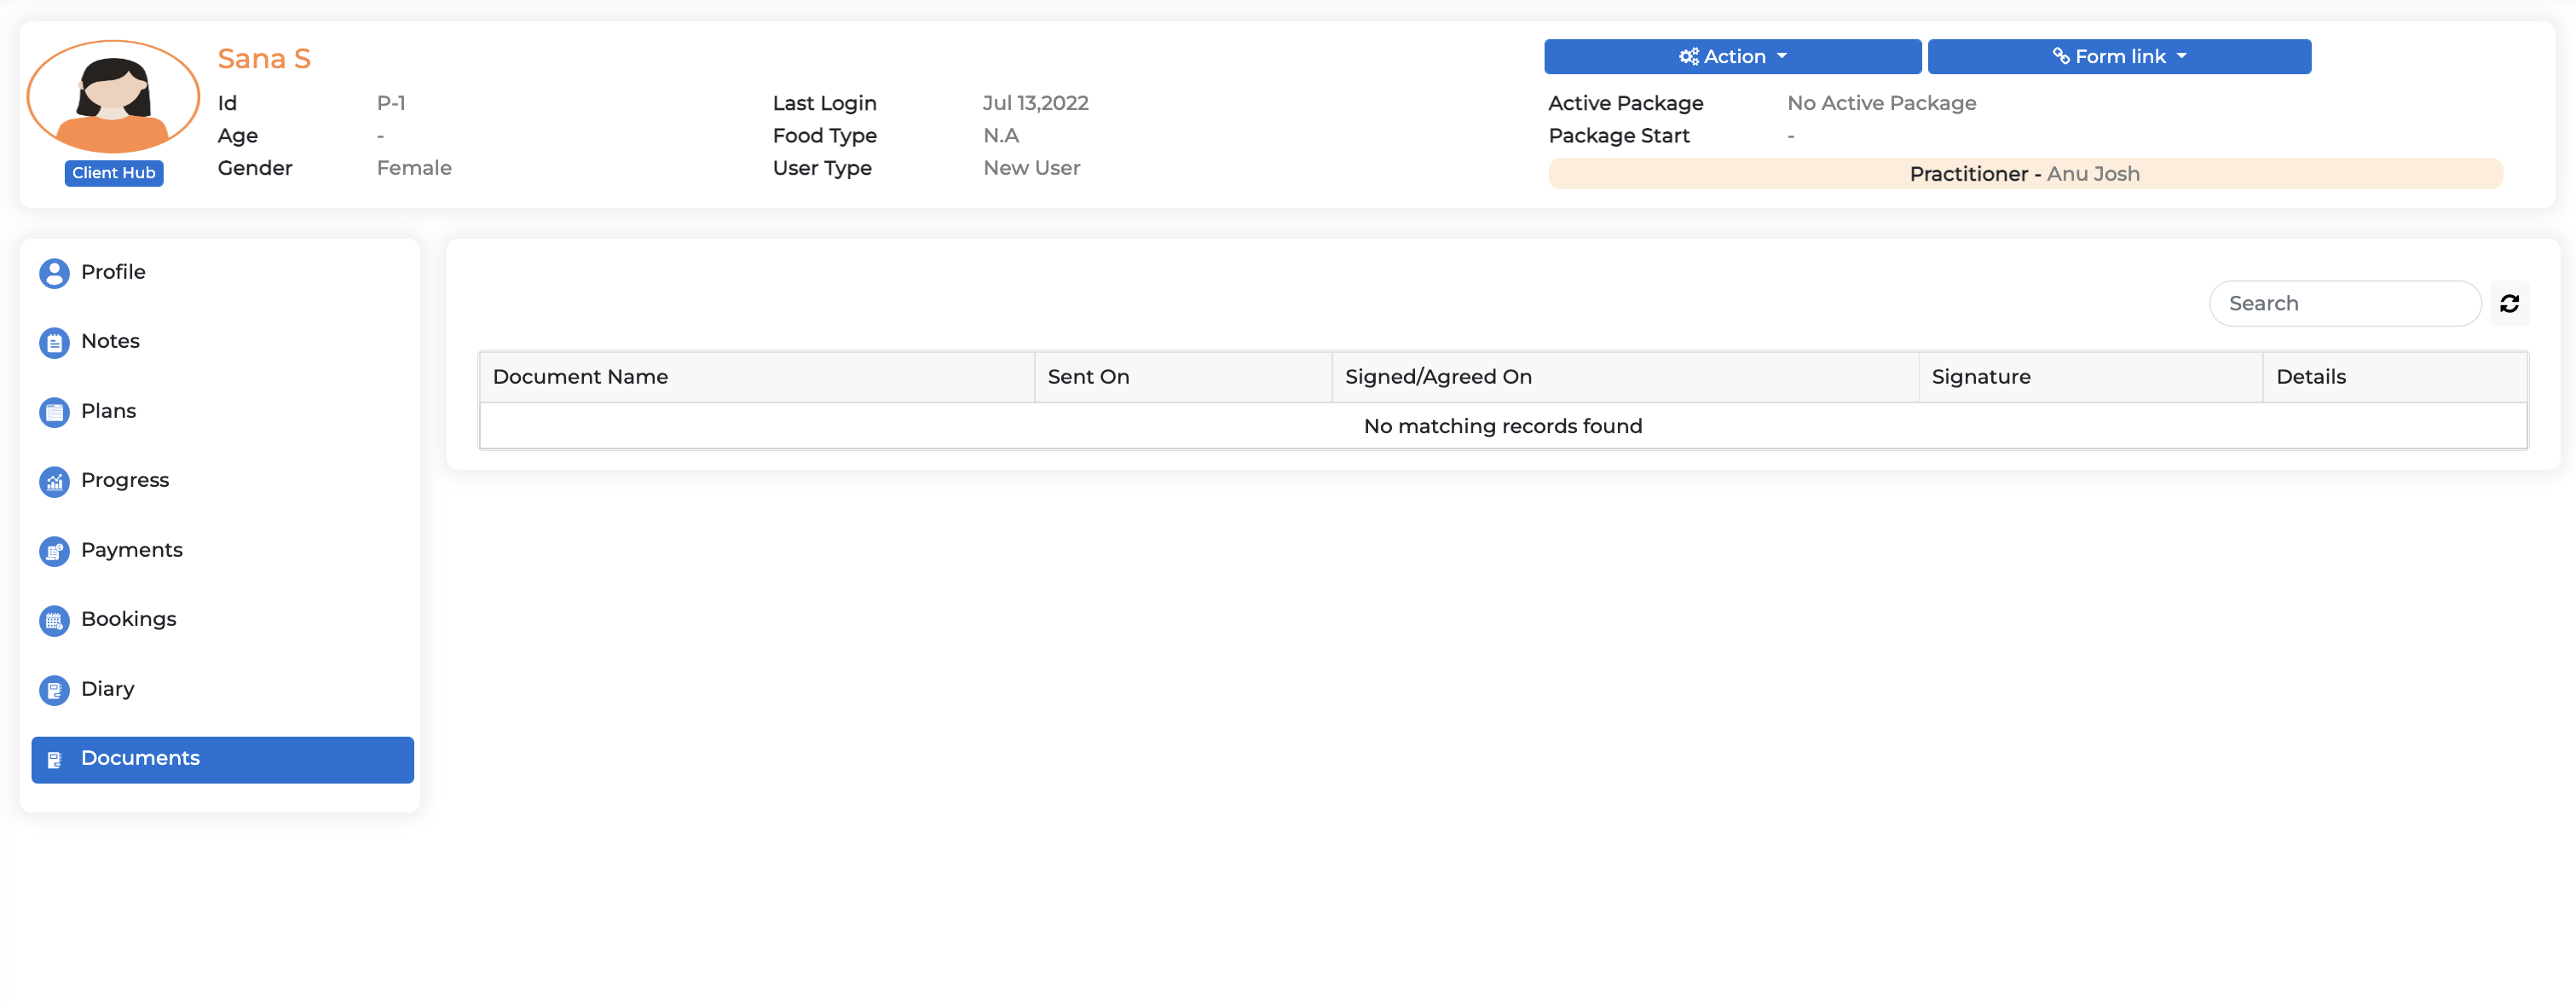 Sana S
Action
Form link
Id P-1
Last Login Jul 13,2022
Active Package No Active Package
Age -
Food Type N.A
Package Start -
Gender Female
User Type New User
Client Hub
Practitioner - Anu Josh
Profile
Notes
Plans
Progress
Payments
Bookings
Diary
Documents
Search
Document Name Sent On Signed/Agreed On Signature Details
No matching records found